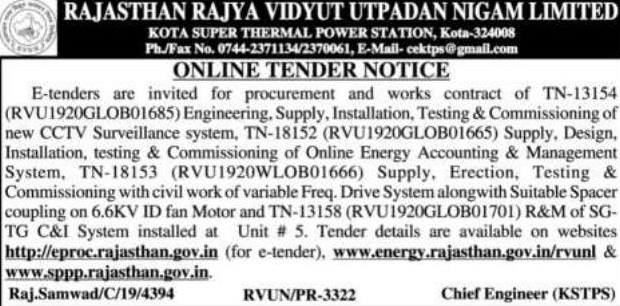 RAJASTHAN RAJYA VIDYUT UTPADAN NIGAM LIMITED
KOTA SUPER THERMAL POWER STATION, Kota-324008
Ph./Fax No. 0744-2371134/2370061, E-Mail- cektps@gmail.com
ONLINE TENDER NOTICE
E-tenders are invited for procurement and works contract of TN-13154
(RVU1920GLOB01685) Engineering, Supply, Installation, Testing & Commissioning of
new CCTV Surveillance system, TN-18152 (RVU1920GLOB01665) Supply, Design,
Installation, testing & Commissioning of Online Energy Accounting & Management
System, TN-18153 (RVU1920WLOB01666) Supply, Erection, Testing &
Commissioning with civil work of variable Freq. Drive System alongwith Suitable Spacer
coupling on 6.6KV ID fan Motor and TN-13158 (RVU1920GLOB01701) R&M of SG-
TG C&I System installed at Unit # 5. Tender details are available on websites
http://eproc.rajasthan.gov.in (for e-tender), www.energy.rajasthan.gov.in/rvunl &
www.sppp.rajasthan.gov.in.
Raj.Samwad/C/19/4394 RVUN/PR-3322 Chief Engineer (KSTPS)